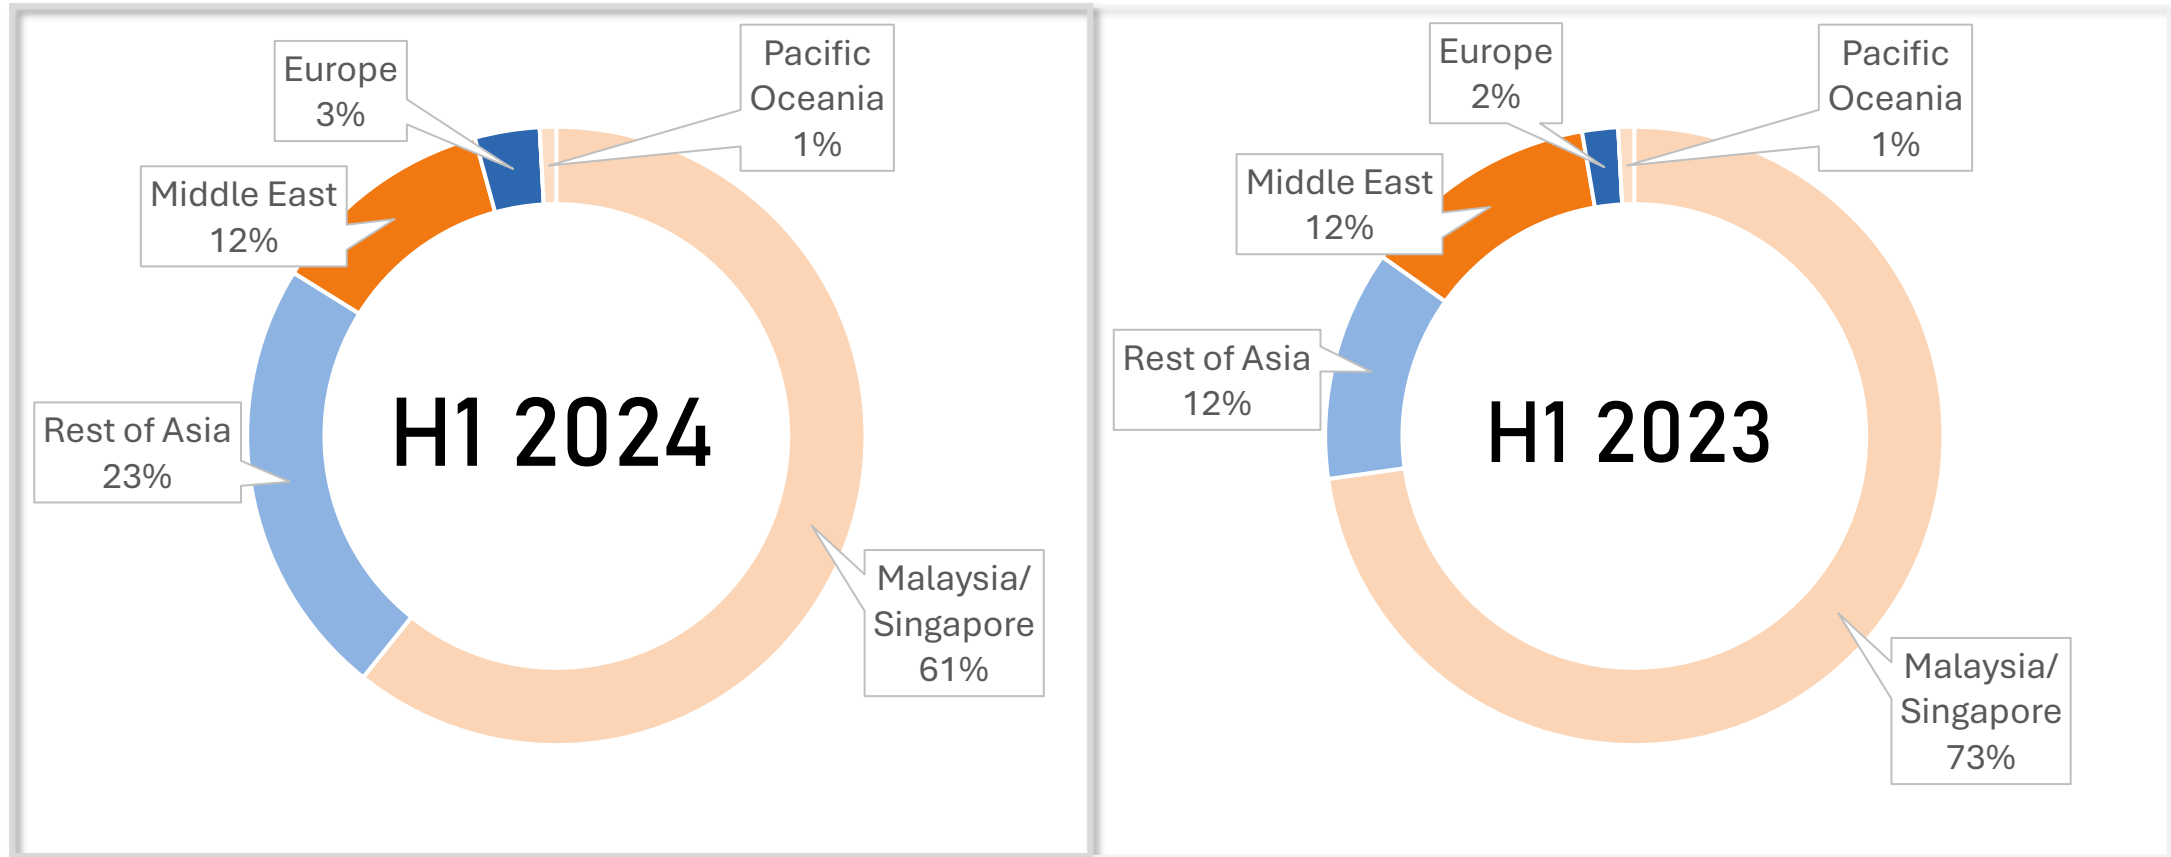 Europe
3%
Pacific
Oceania
1%
Middle East
12%
Rest of Asia
23%
H1 2024
Malaysia/
Singapore
61%
Europe
2%
Pacific
Oceania
1%
Middle East
12%
Rest of Asia
12%
H1 2023
Malaysia/
Singapore
73%